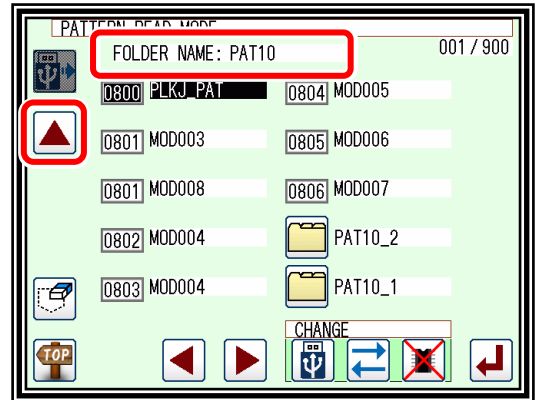 PATTERN READ MODE
FOLDER NAME: PAT10
001 / 900
0800 PLKJ_PAT
0804 MOD005
0801 MOD003
0805 MOD006
0801 MOD008
0806 MOD007
0802 MOD004
PAT10_2
0803 MOD004
PAT10_1
CHANGE
TOP